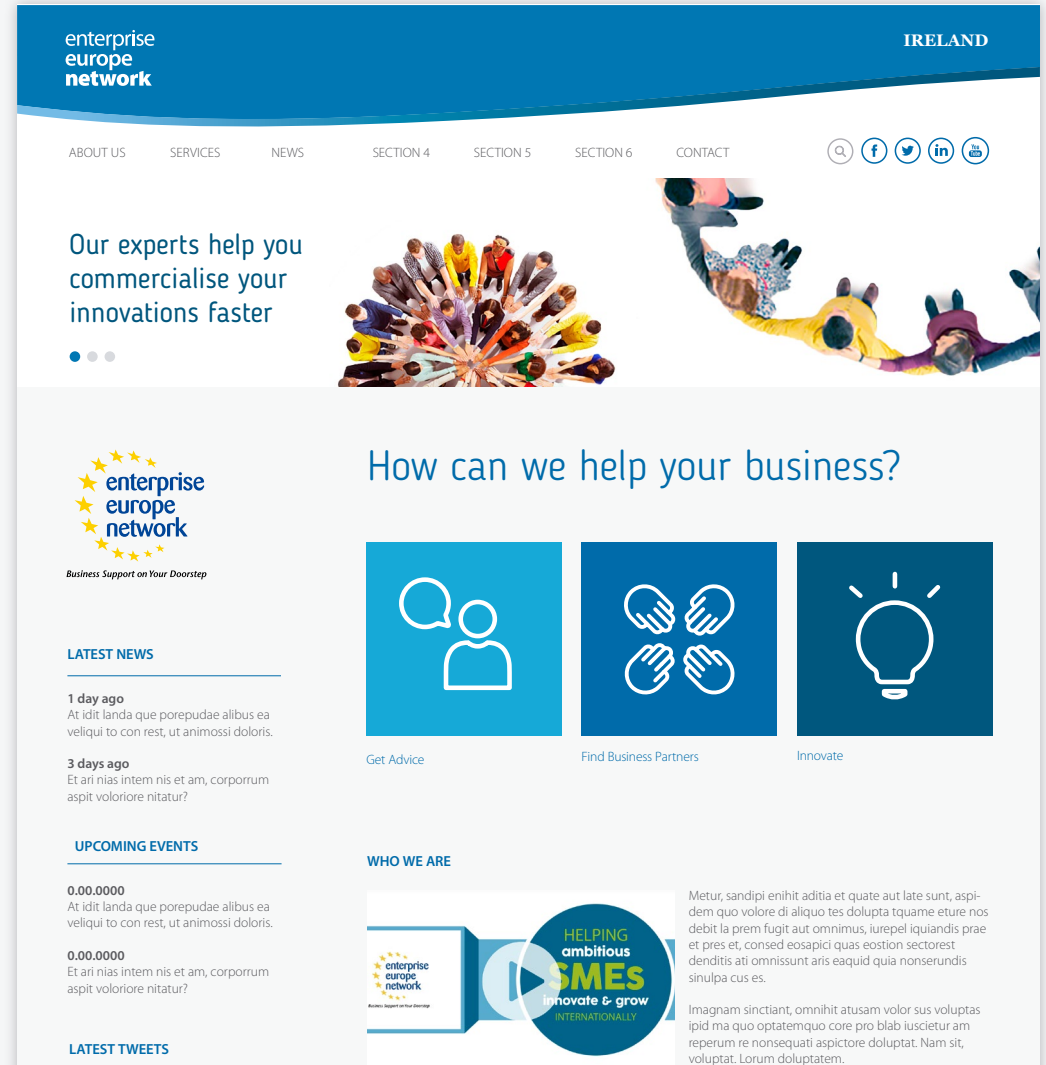 enterprise
europe
network
IRELAND
ABOUT US
SERVICES
NEWS
SECTION 4
SECTION 5
SECTION 6
CONTACT
f
in
You
Tube
Our experts help you
commercialise your
innovations faster
enterprise
europe
network
Business Support on Your Doorstep
How can we help your business?
Get Advice
Find Business Partners
Innovate
LATEST NEWS
1 day ago
At idit landa que porepudae alibus ea
veliqui to con rest, ut animossi doloris.
3 days ago
Et ari nias intem nis et am, corporrum
aspit voloriore nitatur?
UPCOMING EVENTS
0.00.0000
At idit landa que porepudae alibus ea
veliqui to con rest, ut animossi doloris.
0.00.0000
Et ari nias intem nis et am, corporrum
aspit voloriore nitatur?
LATEST TWEETS
WHO WE ARE
enterprise
europe
network
Business Support on Your Doorstep
HELPING
ambitious
SMEs
innovate & grow
INTERNATIONALLY
Metur, sandipi enihit aditia et quate aut late sunt, aspi-
dem quo volore di aliquo tes dolupta tquame eture nos
debit la prem fugit aut omnimus, iurepel iquiandis prae
et pres et, consed eosapici quas eostion sectorest
denditis ati omnissunt aris eaquid quia nonserundis
sinulpa cus es.
Imagnam sinctiant, omnihit atusam volor sus voluptas
ipid ma quo optatemquo core pro blab iuscietur am
reperum re nonsequati aspictore doluptat. Nam sit,
voluptat. Lorum doluptatem.